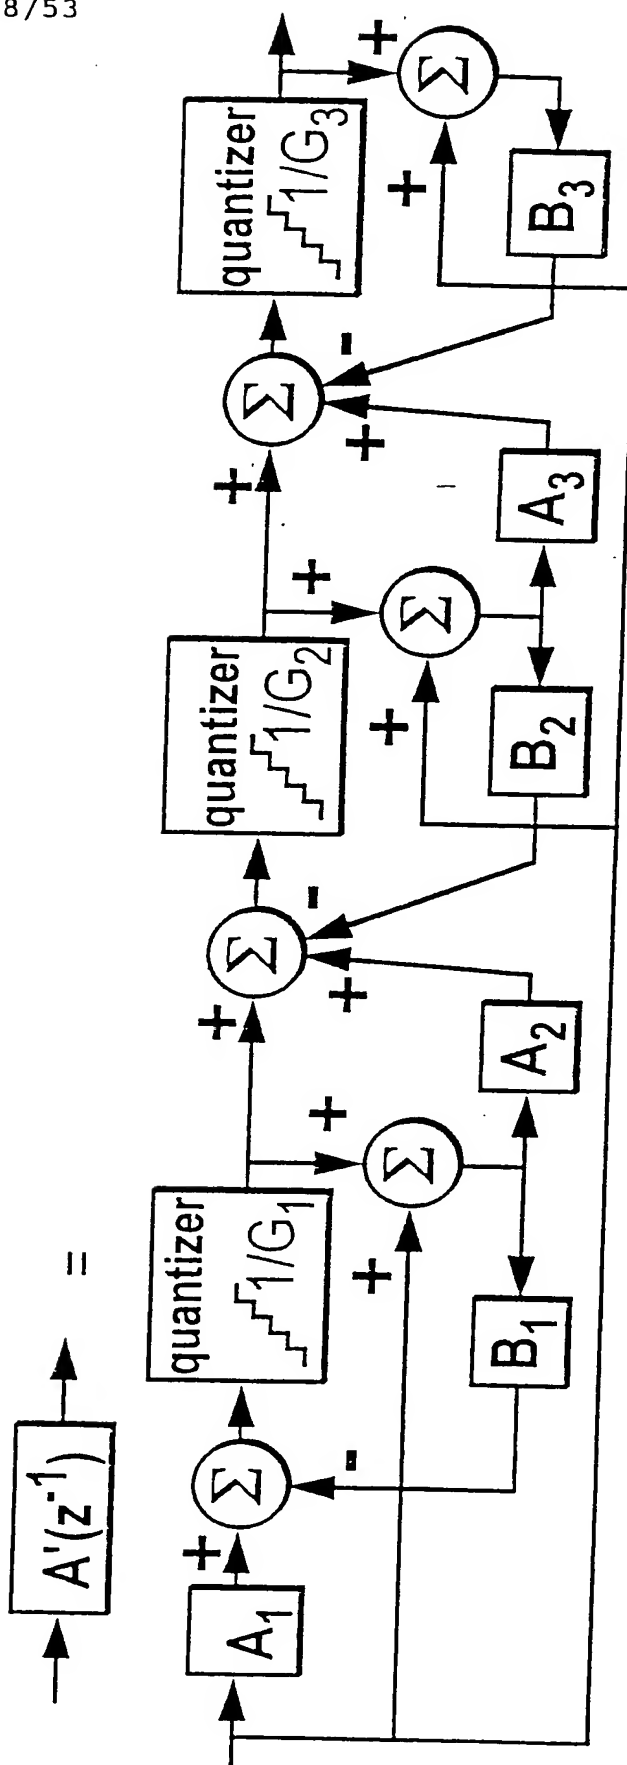 8/53
A'(z⁻¹)
=
A₁
+
Σ
-
quantizer
1/G₁
+
+
Σ
B₁
A₂
+
+
-
Σ
quantizer
1/G₂
+
+
Σ
B₂
A₃
+
+
-
Σ
quantizer
1/G₃
+
+
Σ
B₃